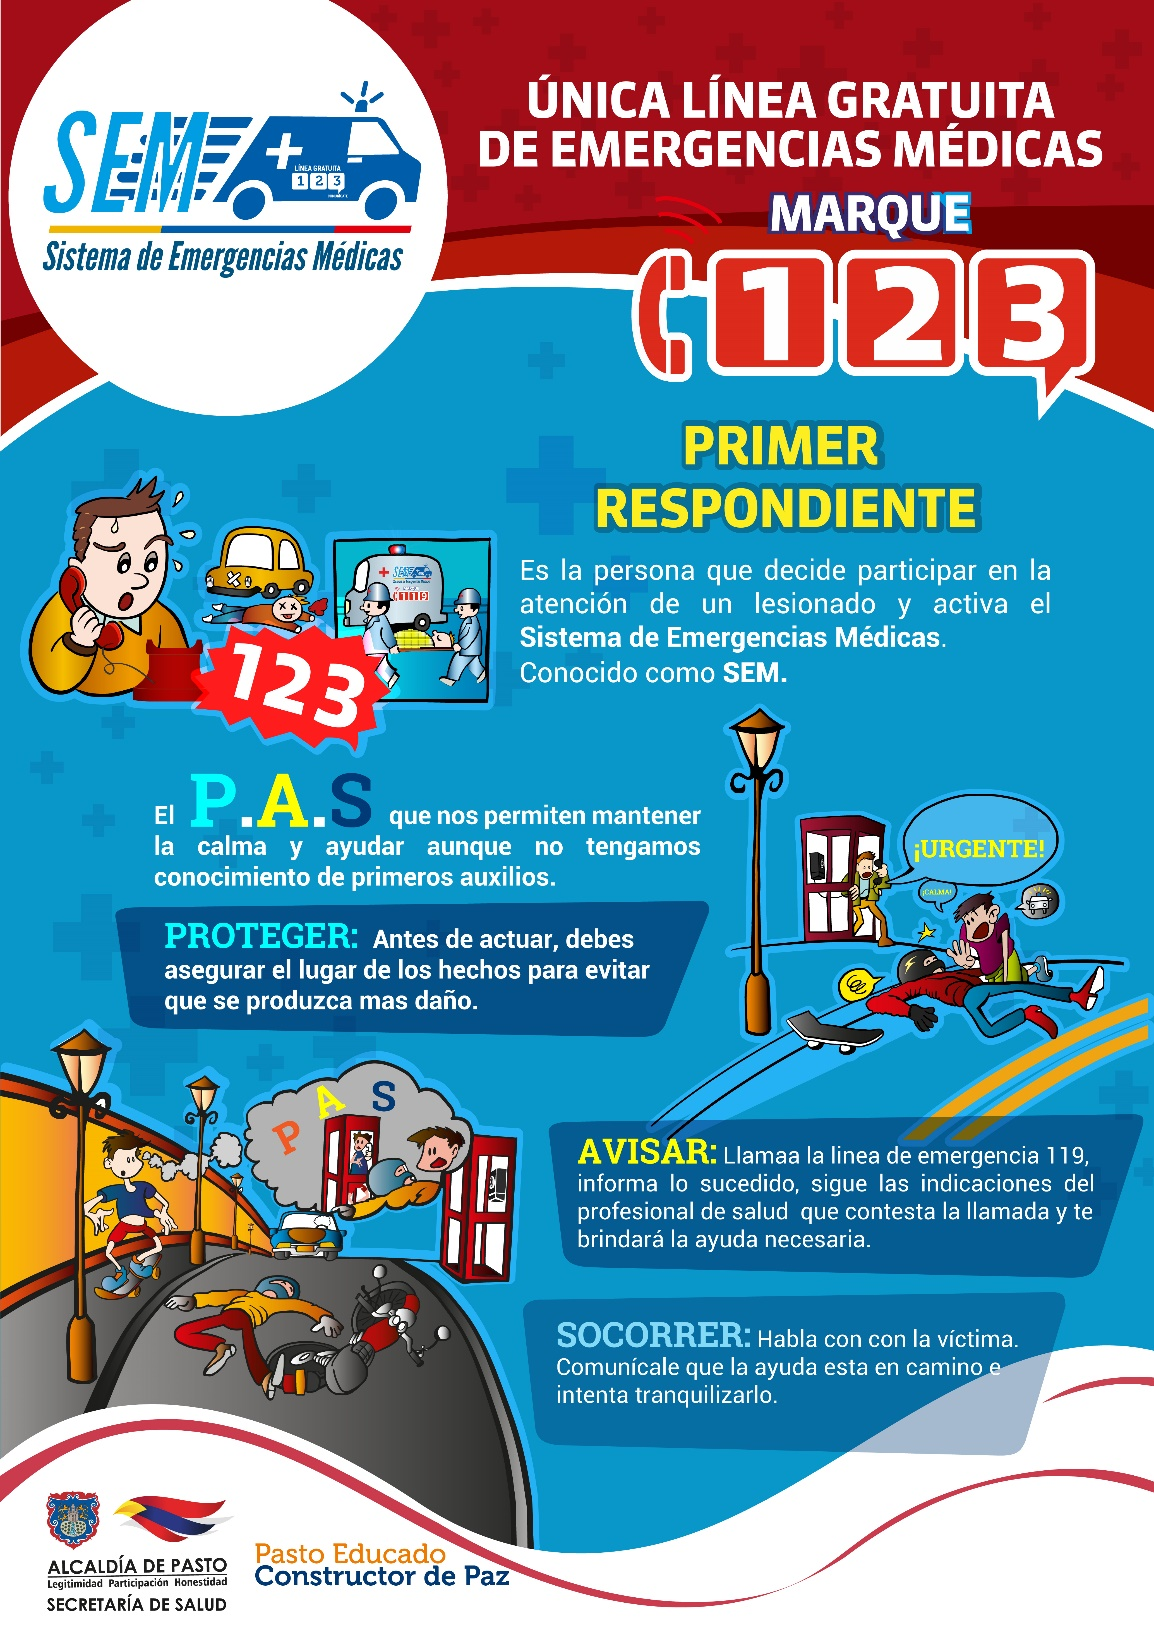 SEM
LÍNEA GRATUITA
123
Sistema de Emergencias Médicas
ÚNICA LÍNEA GRATUITA
DE EMERGENCIAS MÉDICAS
MARQUE
123
PRIMER
RESPONDIENTE
Es la persona que decide participar en la
atención de un lesionado y activa el
Sistema de Emergencias Médicas.
Conocido como SEM.
SEM
123
123
El P.A.S que nos permiten mantener
la calma y ayudar aunque no tengamos
conocimiento de primeros auxilios.
¡URGENTE!
¡CALMA!
PROTEGER: Antes de actuar, debes
asegurar el lugar de los hechos para evitar
que se produzca mas daño.
P A S
AVISAR: Llamaa la linea de emergencia 119,
informa lo sucedido, sigue las indicaciones del
profesional de salud que contesta la llamada y te
brindará la ayuda necesaria.
SOCORRER: Habla con con la víctima.
Comunícale que la ayuda esta en camino e
intenta tranquilizarlo.
ALCALDÍA DE PASTO
Legitimidad Participación Honestidad
SECRETARÍA DE SALUD
Pasto Educado
Constructor de Paz